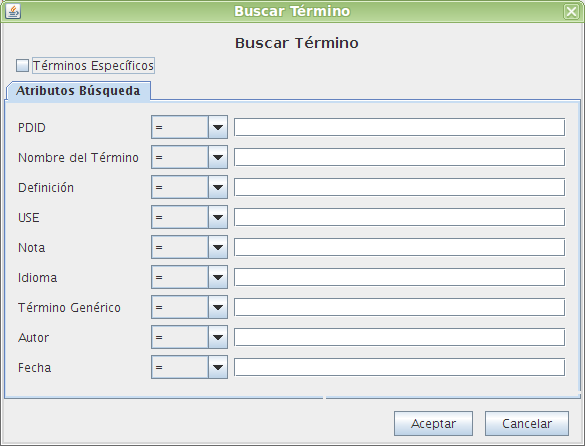 Buscar Término
Buscar Término
Términos Específicos
Atributos Búsqueda
PDID =
Nombre del Término =
Definición =
USE =
Nota =
Idioma =
Término Genérico =
Autor =
Fecha =
Aceptar Cancelar